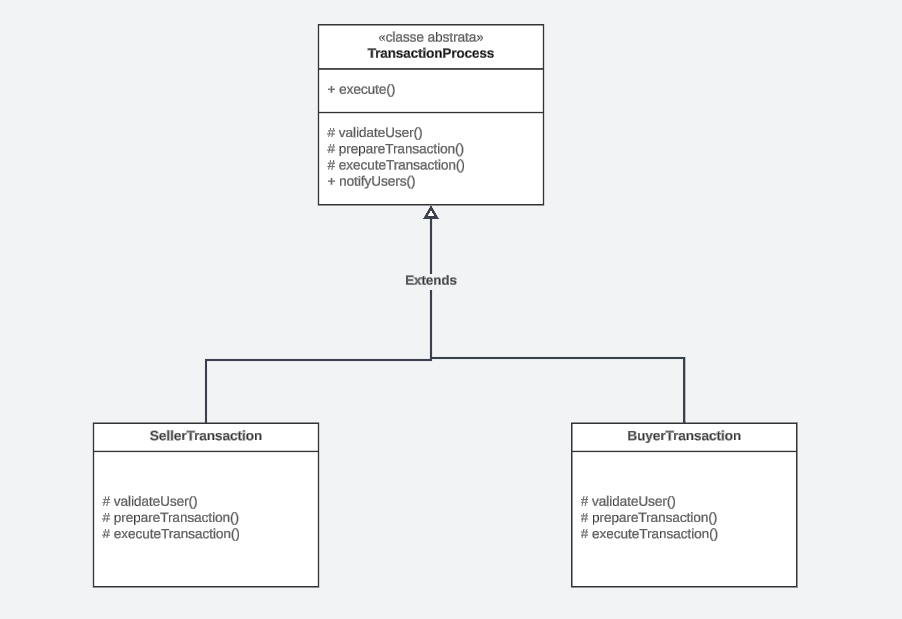 «classe abstrata»
TransactionProcess
+ execute()
# validateUser()
# prepareTransaction()
# executeTransaction()
+ notifyUsers()
Extends
SellerTransaction
# validateUser()
# prepareTransaction()
# executeTransaction()
BuyerTransaction
# validateUser()
# prepareTransaction()
# executeTransaction()